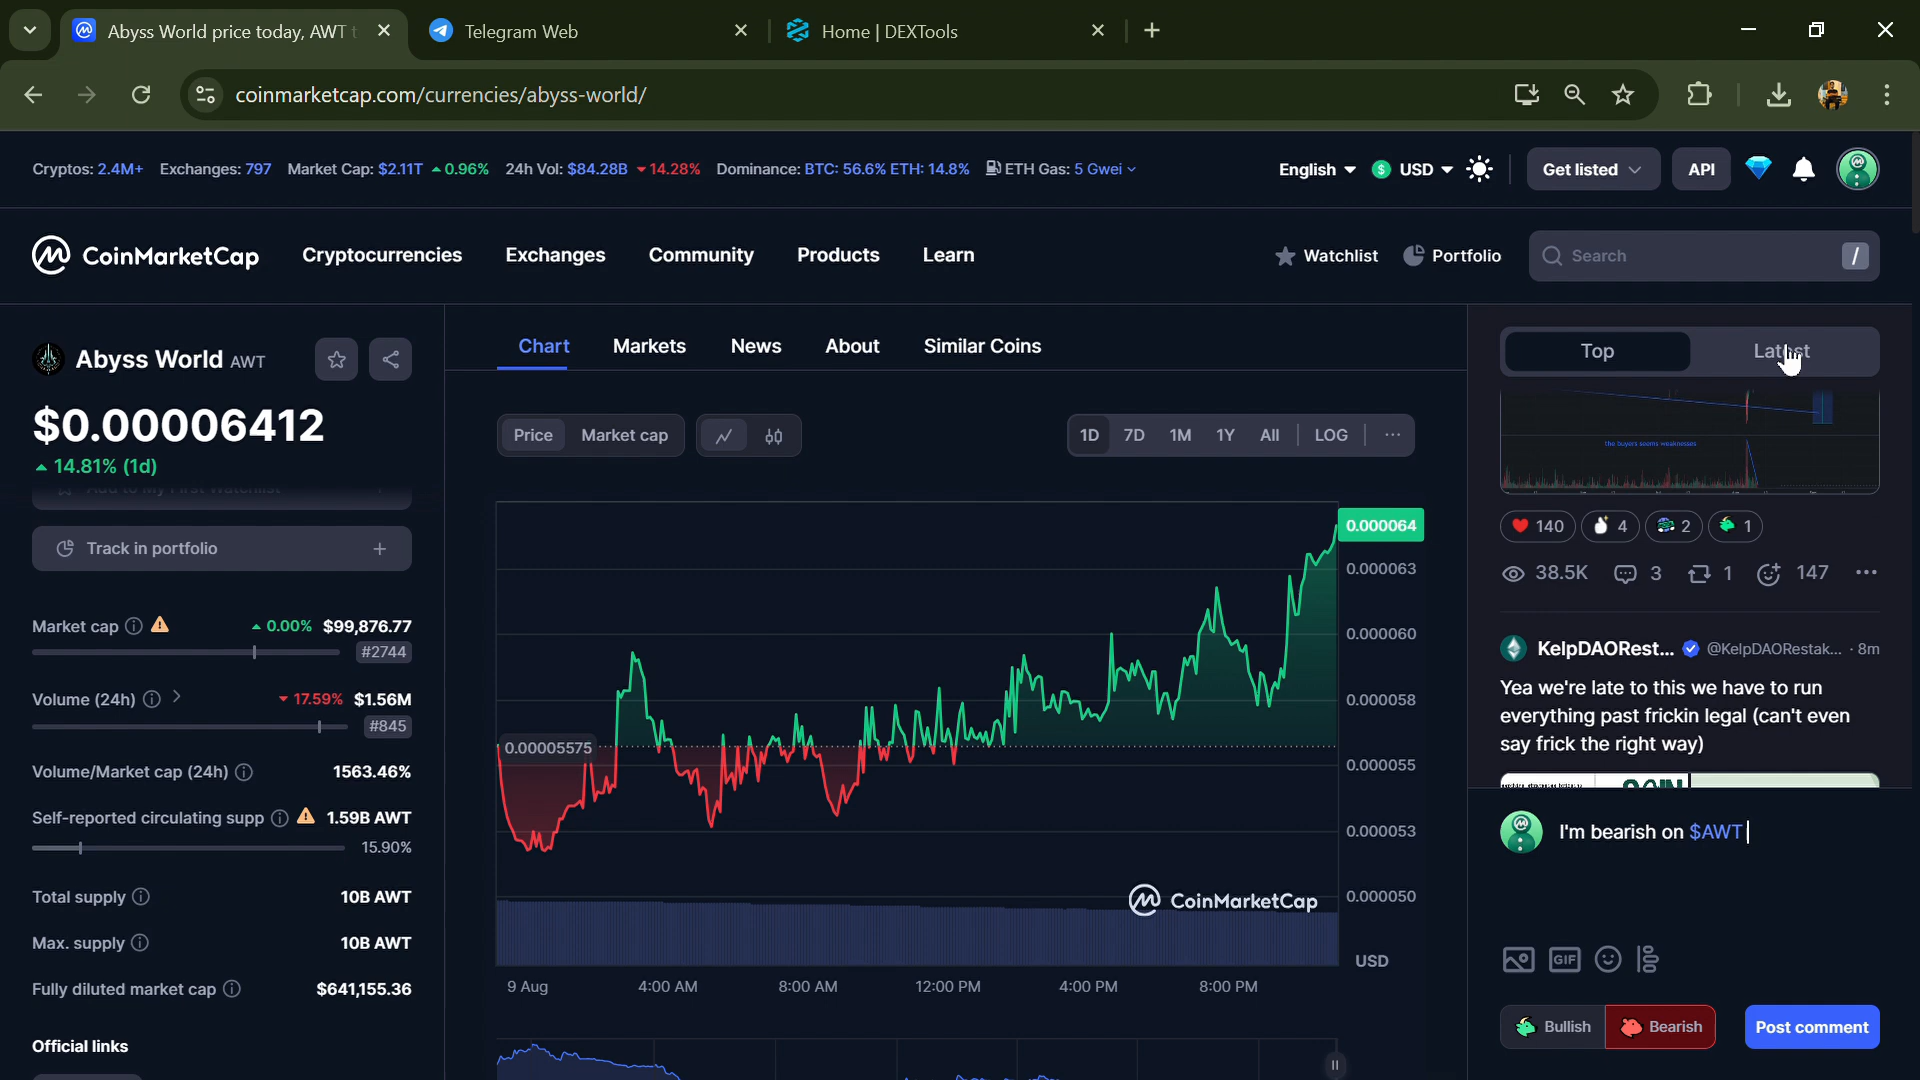 Abyss World price today, AWT t
Telegram Web
Home | DEXTools
coinmarketcap.com/currencies/abyss-world/
Cryptos: 2.4M+ Exchanges: 797 Market Cap: $2.11T 0.96% 24h Vol: $84.28B 14.28% Dominance: BTC: 56.6% ETH: 14.8% ETH Gas: 5 Gwei
English USD Get listed API
CoinMarketCap Cryptocurrencies Exchanges Community Products Learn
Watchlist Portfolio Search /
Abyss World AWT
$0.00006412
14.81% (1d)
Track in portfolio +
Market cap 0.00% $99,876.77
#2744
Volume (24h) 17.59% $1.56M
#845
Volume/Market cap (24h) 1563.46%
Self-reported circulating supp 1.59B AWT
15.90%
Total supply 10B AWT
Max. supply 10B AWT
Fully diluted market cap $641,155.36
Official links
Chart Markets News About Similar Coins
Price Market cap
1D 7D 1M 1Y All LOG ...
0.000064
0.000063
0.000060
0.000058
0.00005575
0.000055
0.000053
0.000050
CoinMarketCap
USD
9 Aug 4:00 AM 8:00 AM 12:00 PM 4:00 PM 8:00 PM
Top Latest
the buyers seems weaknesses
140 4 2 1
38.5K 3 1 147 ...
KelpDAORest... @KelpDAORestak... · 8m
Yea we're late to this we have to run
everything past frickin legal (can't even
say frick the right way)
I'm bearish on $AWT
GIF
Bullish Bearish Post comment